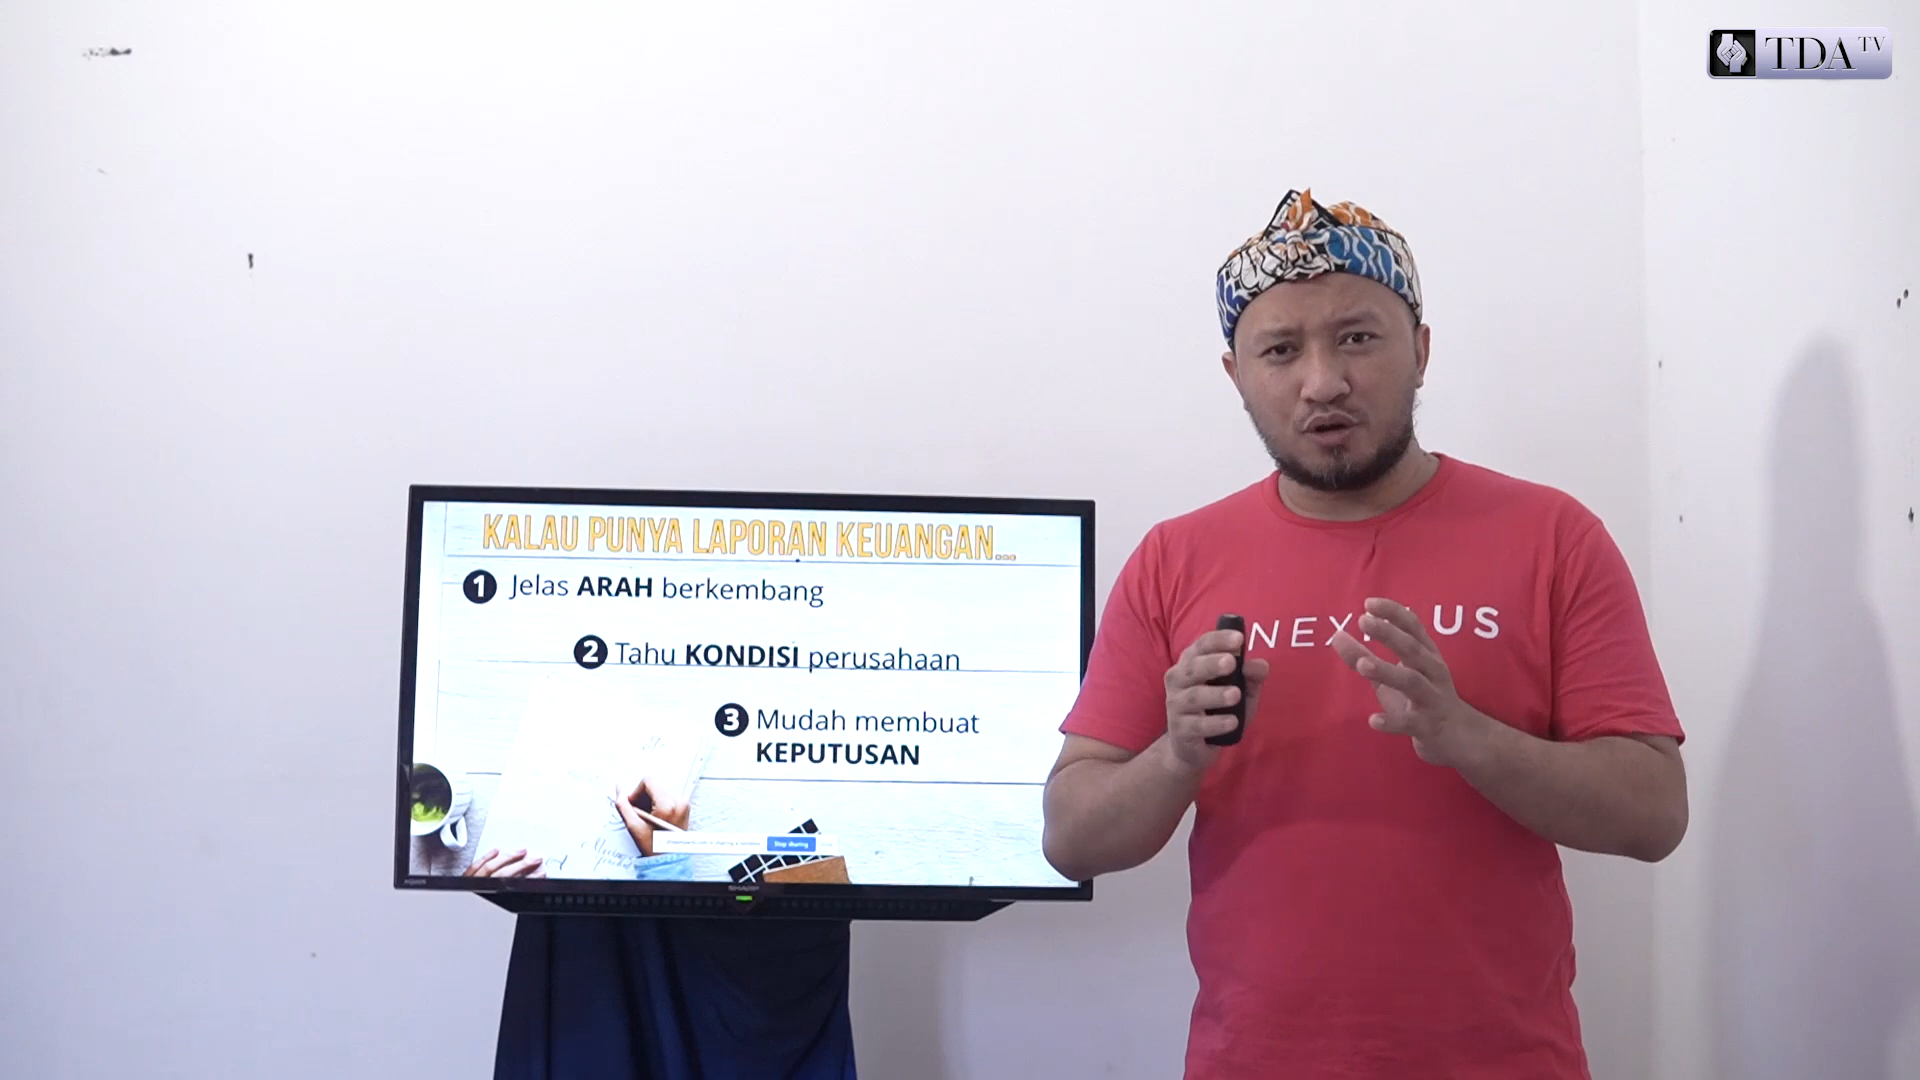 TDA TV
KALAU PUNYA LAPORAN KEUANGAN...
1 Jelas ARAH berkembang
2 Tahu KONDISI perusahaan
3 Mudah membuat
KEPUTUSAN
Stop sharing
SHARP
NEX US